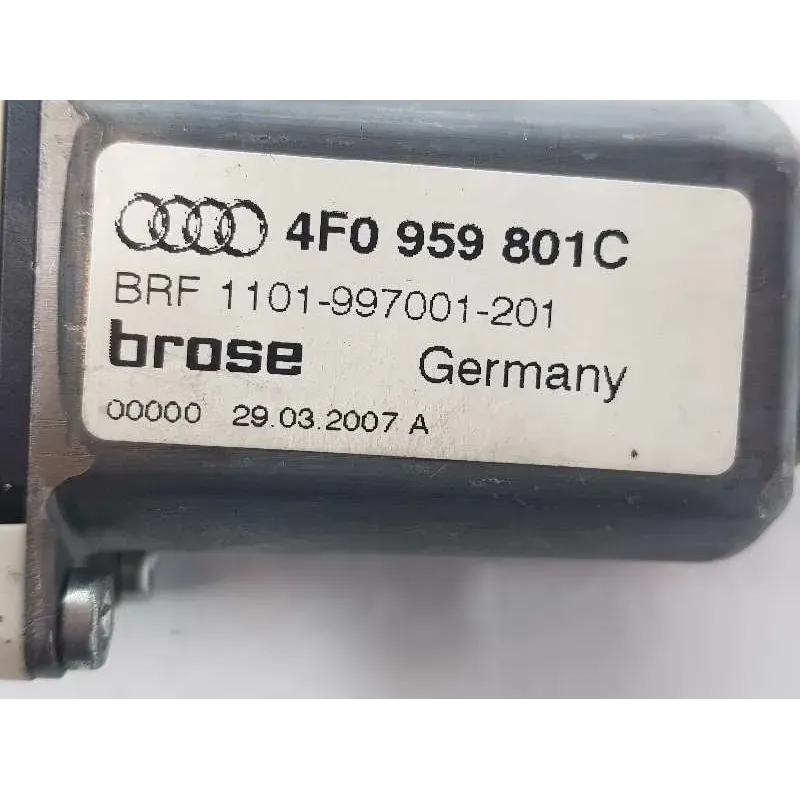 4F0 959 801C
BRF 1101-997001-201
brose Germany
00000 29.03.2007 A